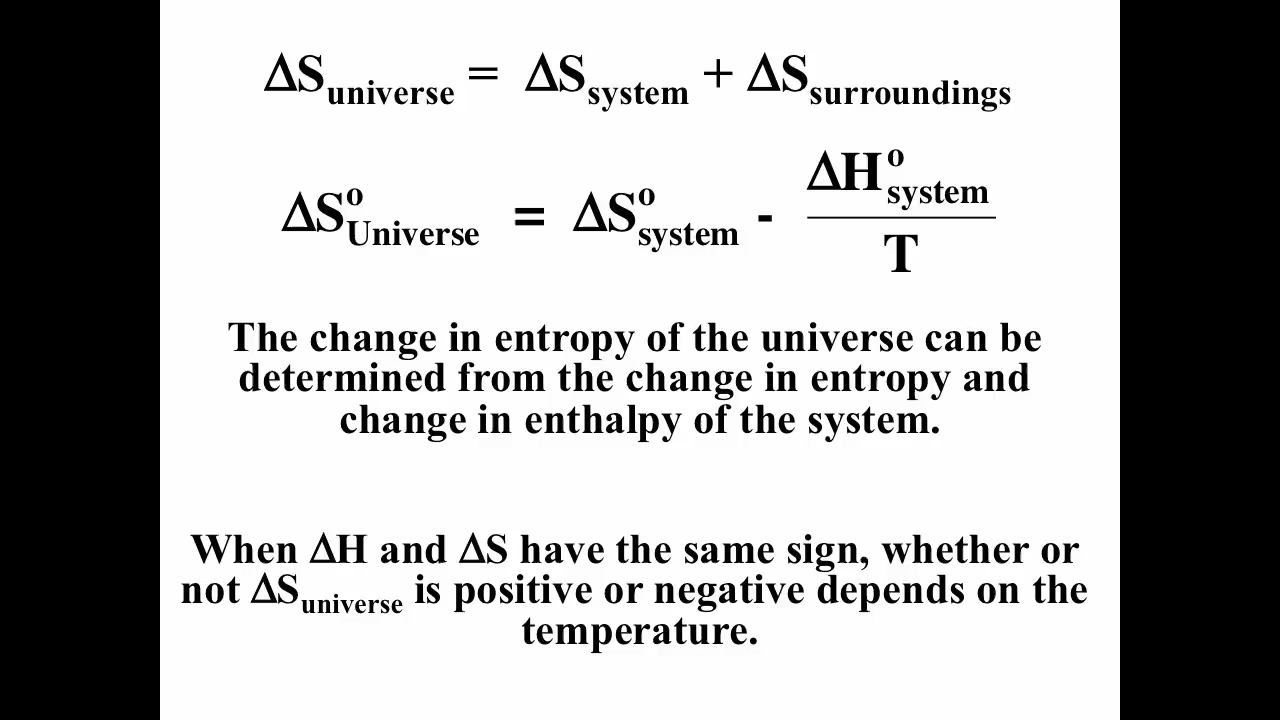 ΔSuniverse = ΔSsystem + ΔSsurroundings
ΔS°Universe = ΔS°system - ΔH°system / T
The change in entropy of the universe can be
determined from the change in entropy and
change in enthalpy of the system.
When ΔH and ΔS have the same sign, whether or
not ΔSuniverse is positive or negative depends on the
temperature.